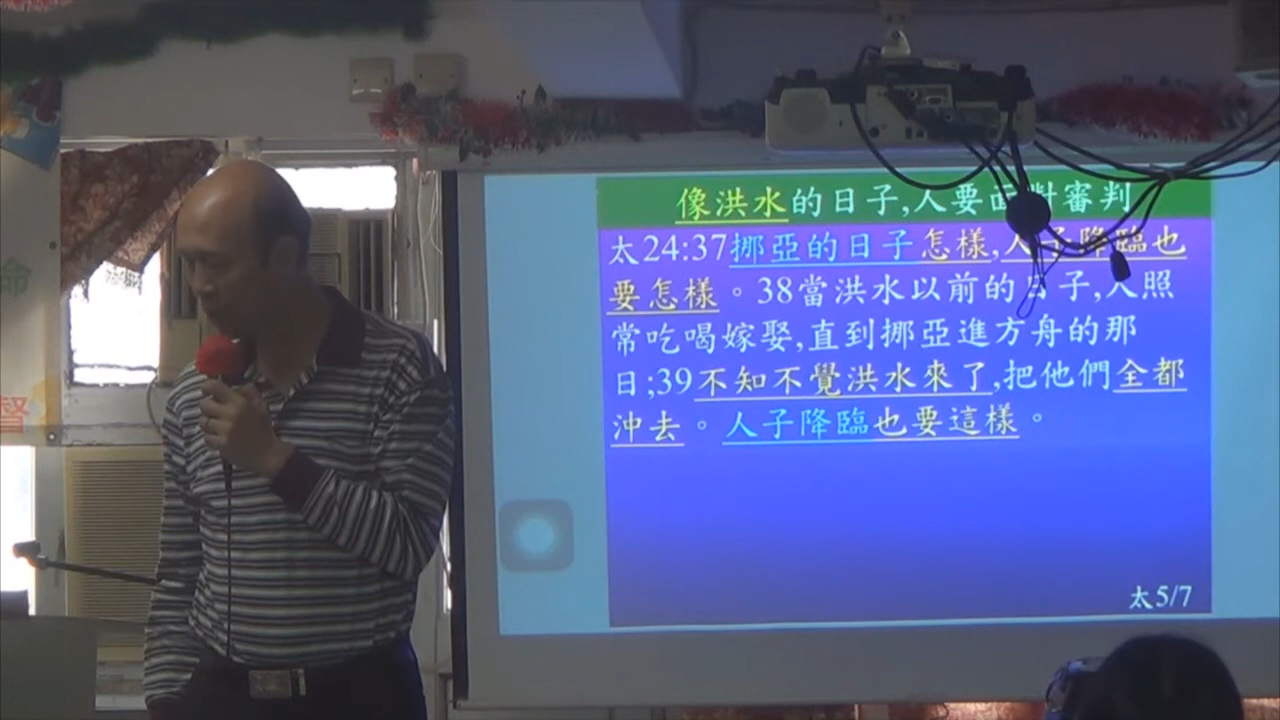 像洪水的日子,人要面對審判
太24:37挪亞的日子怎樣,人子降臨也
要怎樣。38當洪水以前的日子,人照
常吃喝嫁娶,直到挪亞進方舟的那
日;39不知不覺洪水來了,把他們全都
沖去。人子降臨也要這樣。
太5/7
命
督